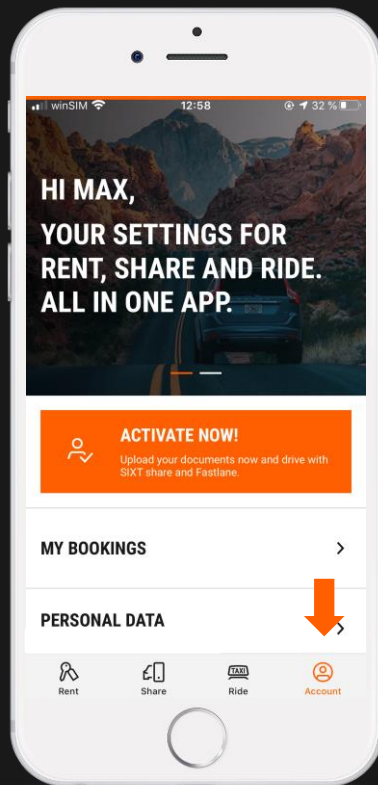 winSIM 12:58 32 %
HI MAX,
YOUR SETTINGS FOR
RENT, SHARE AND RIDE.
ALL IN ONE APP.
ACTIVATE NOW!
Upload your documents now and drive with
SIXT share and Fastlane.
MY BOOKINGS
PERSONAL DATA
TAXI
Rent Share Ride Account